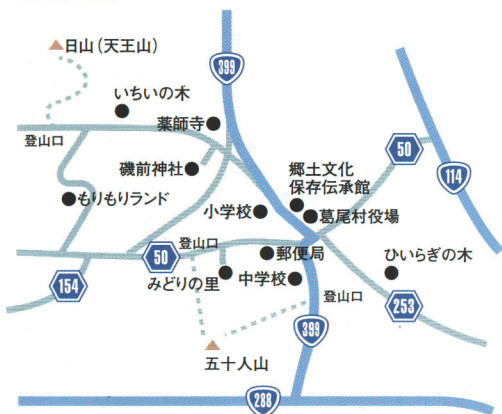 日山（天王山）
399
いちいの木
薬師寺
登山口
50
磯前神社
郷土文化
保存伝承館
114
もりもりランド
小学校
葛尾村役場
登山口
50
郵便局
ひいらぎの木
154
みどりの里
中学校
登山口
253
399
五十人山
288